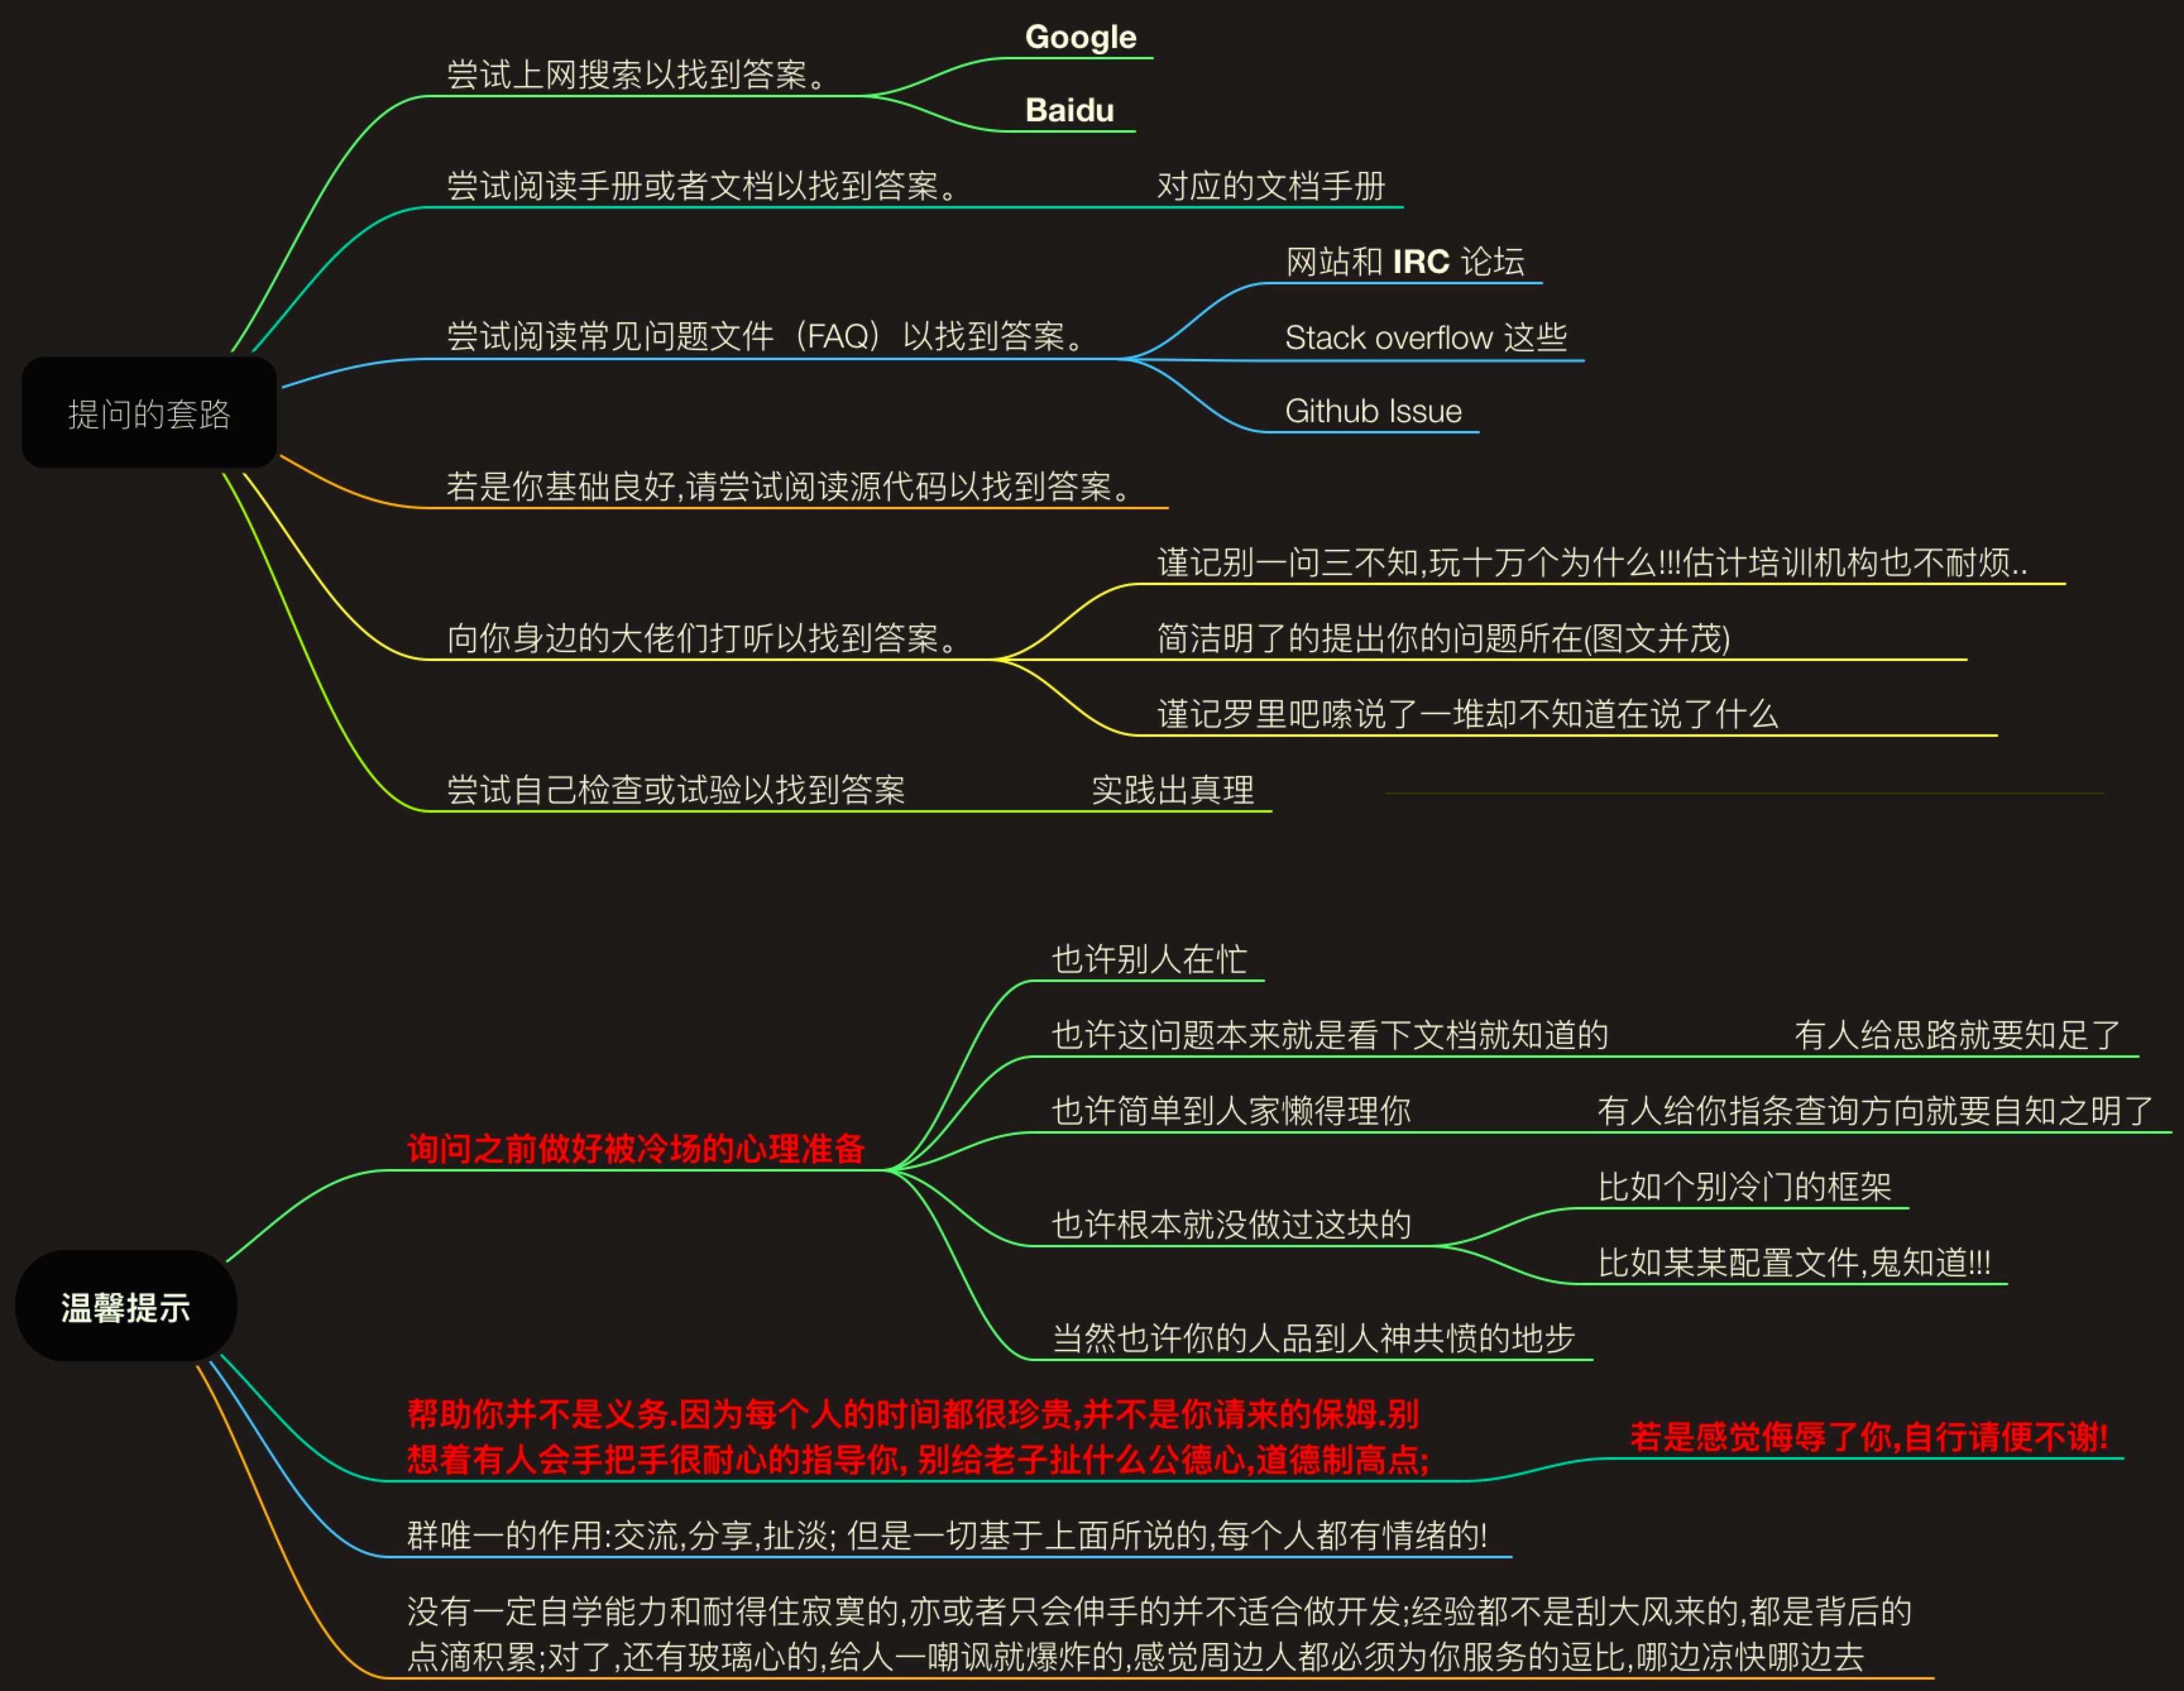 Google
尝试上网搜索以找到答案。
Baidu
尝试阅读手册或者文档以找到答案。
对应的文档手册
网站和 IRC 论坛
尝试阅读常见问题文件（FAQ）以找到答案。
Stack overflow 这些
Github Issue
提问的套路
若是你基础良好,请尝试阅读源代码以找到答案。
谨记别一问三不知,玩十万个为什么!!!估计培训机构也不耐烦..
向你身边的大佬们打听以找到答案。
简洁明了的提出你的问题所在(图文并茂)
谨记罗里吧嗦说了一堆却不知道在说了什么
尝试自己检查或试验以找到答案
实践出真理
也许别人在忙
也许这问题本来就是看下文档就知道的
有人给思路就要知足了
也许简单到人家懒得理你
有人给你指条查询方向就要自知之明了
询问之前做好被冷场的心理准备
比如个别冷门的框架
也许根本就没做过这块的
比如某某配置文件,鬼知道!!!
当然也许你的人品到人神共愤的地步
温馨提示
帮助你并不是义务.因为每个人的时间都很珍贵,并不是你请来的保姆.别
想着有人会手把手很耐心的指导你, 别给老子扯什么公德心,道德制高点;
若是感觉侮辱了你,自行请便不谢!
群唯一的作用:交流,分享,扯淡; 但是一切基于上面所说的,每个人都有情绪的!
没有一定自学能力和耐得住寂寞的,亦或者只会伸手的并不适合做开发;经验都不是刮大风来的,都是背后的
点滴积累;对了,还有玻璃心的,给人一嘲讽就爆炸的,感觉周边人都必须为你服务的逗比,哪边凉快哪边去